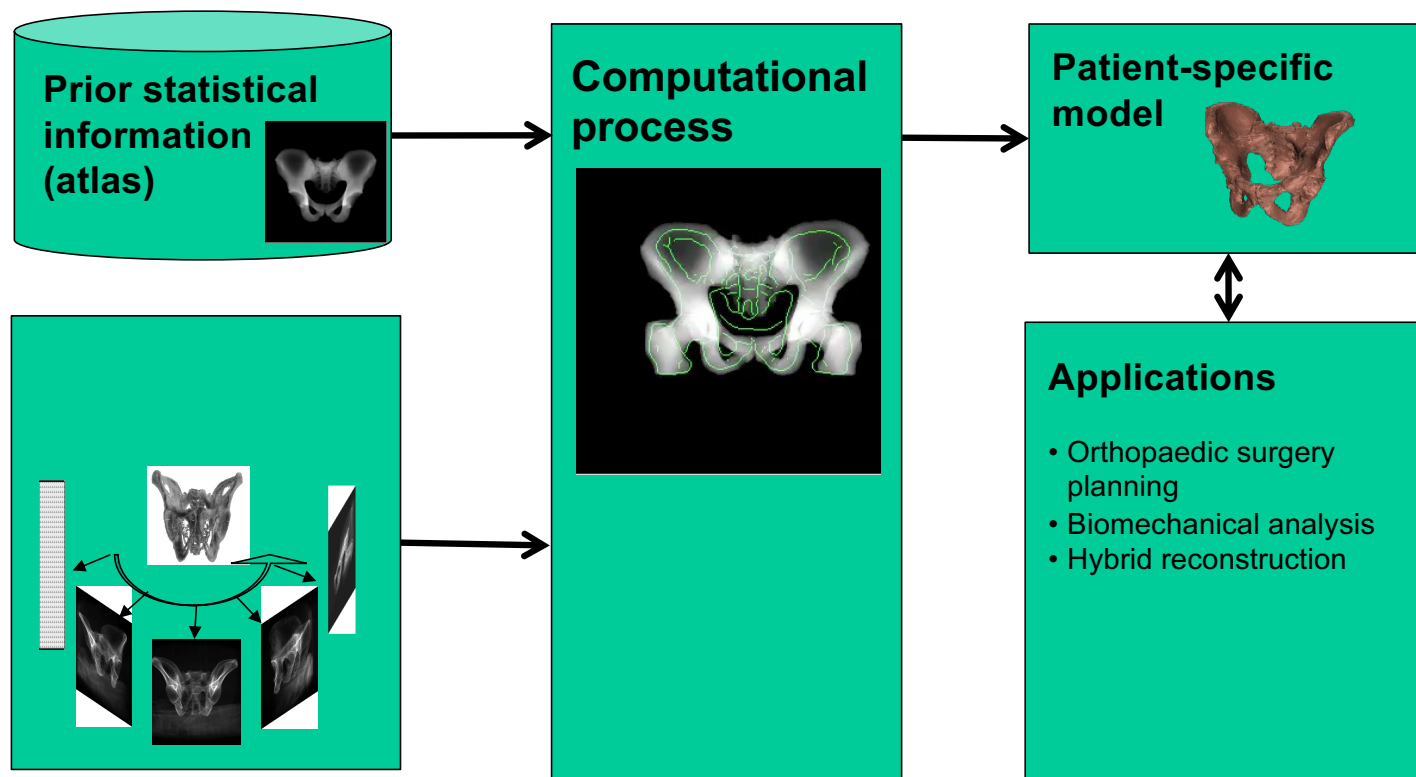 Prior statistical
information
(atlas)
Computational
process
Patient-specific
model
Applications
• Orthopaedic surgery
planning
• Biomechanical analysis
• Hybrid reconstruction